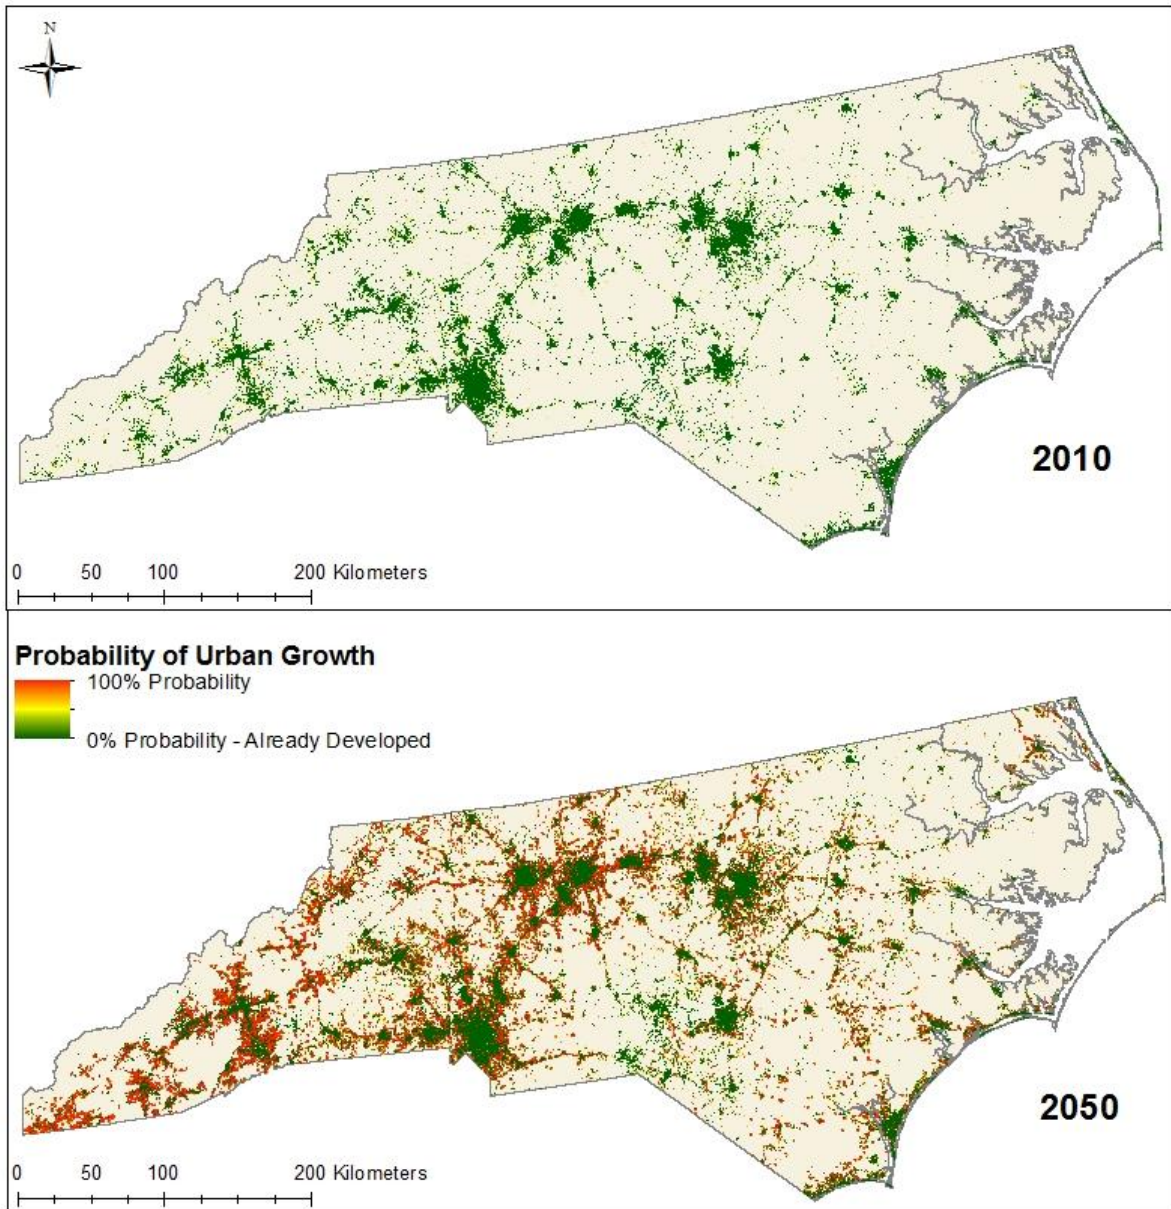 N
2010
0 50 100 200 Kilometers
Probability of Urban Growth
100% Probability
0% Probability - Already Developed
2050
0 50 100 200 Kilometers